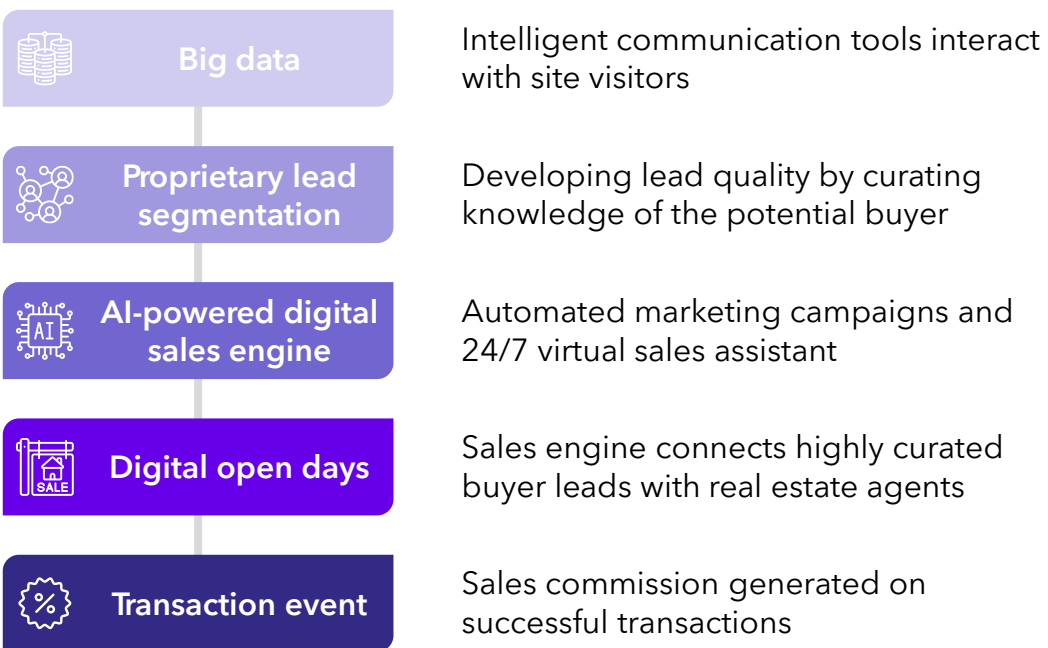 Big data
Intelligent communication tools interact
with site visitors
Proprietary lead
segmentation
Developing lead quality by curating
knowledge of the potential buyer
AI
AI-powered digital
sales engine
Automated marketing campaigns and
24/7 virtual sales assistant
SALE
Digital open days
Sales engine connects highly curated
buyer leads with real estate agents
%
Transaction event
Sales commission generated on
successful transactions